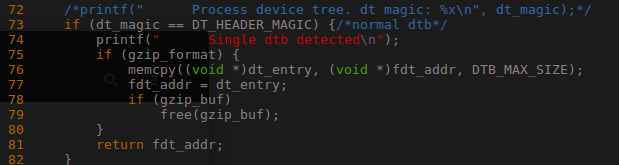 72 /*printf("      Process device tree. dt magic: %x\n", dt_magic);*/
73 if (dt_magic == DT_HEADER_MAGIC) {/*normal dtb*/
74 printf("      Single dtb detected\n");
75 if (gzip_format) {
76 memcpy((void *)dt_entry, (void *)fdt_addr, DTB_MAX_SIZE);
77 fdt_addr = dt_entry;
78 if (gzip_buf)
79 free(gzip_buf);
80 }
81 return fdt_addr;
82 }